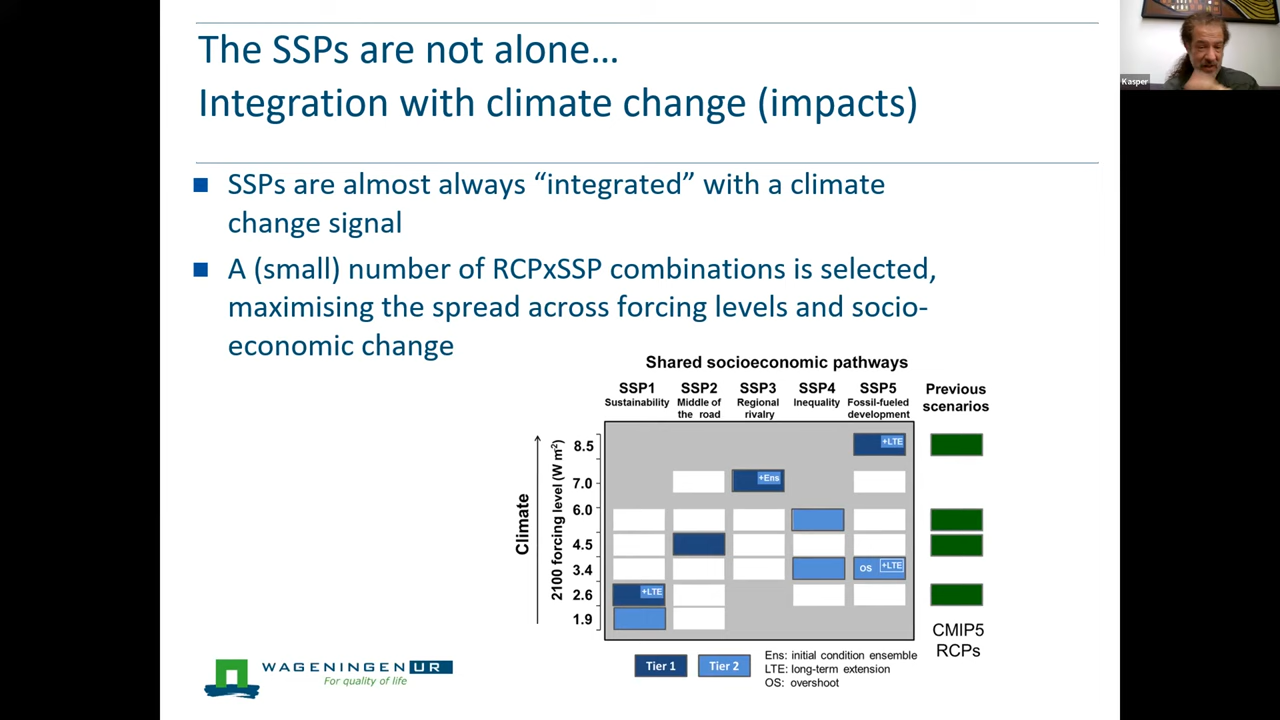 The SSPs are not alone…
Integration with climate change (impacts)
Kasper
SSPs are almost always “integrated” with a climate
change signal
A (small) number of RCPxSSP combinations is selected,
maximising the spread across forcing levels and socio-
economic change
Shared socioeconomic pathways
SSP1 SSP2 SSP3 SSP4 SSP5 Previous
Sustainability Middle of Regional Inequality Fossil-fueled scenarios
the road rivalry development
Climate
2100 forcing level (W m²)
8.5 +LTE
7.0 +Ens
6.0
4.5
3.4 OS +LTE
2.6 +LTE
1.9
CMIP5
RCPs
Tier 1 Tier 2
Ens: initial condition ensemble
LTE: long-term extension
OS: overshoot
WAGENINGEN UR
For quality of life